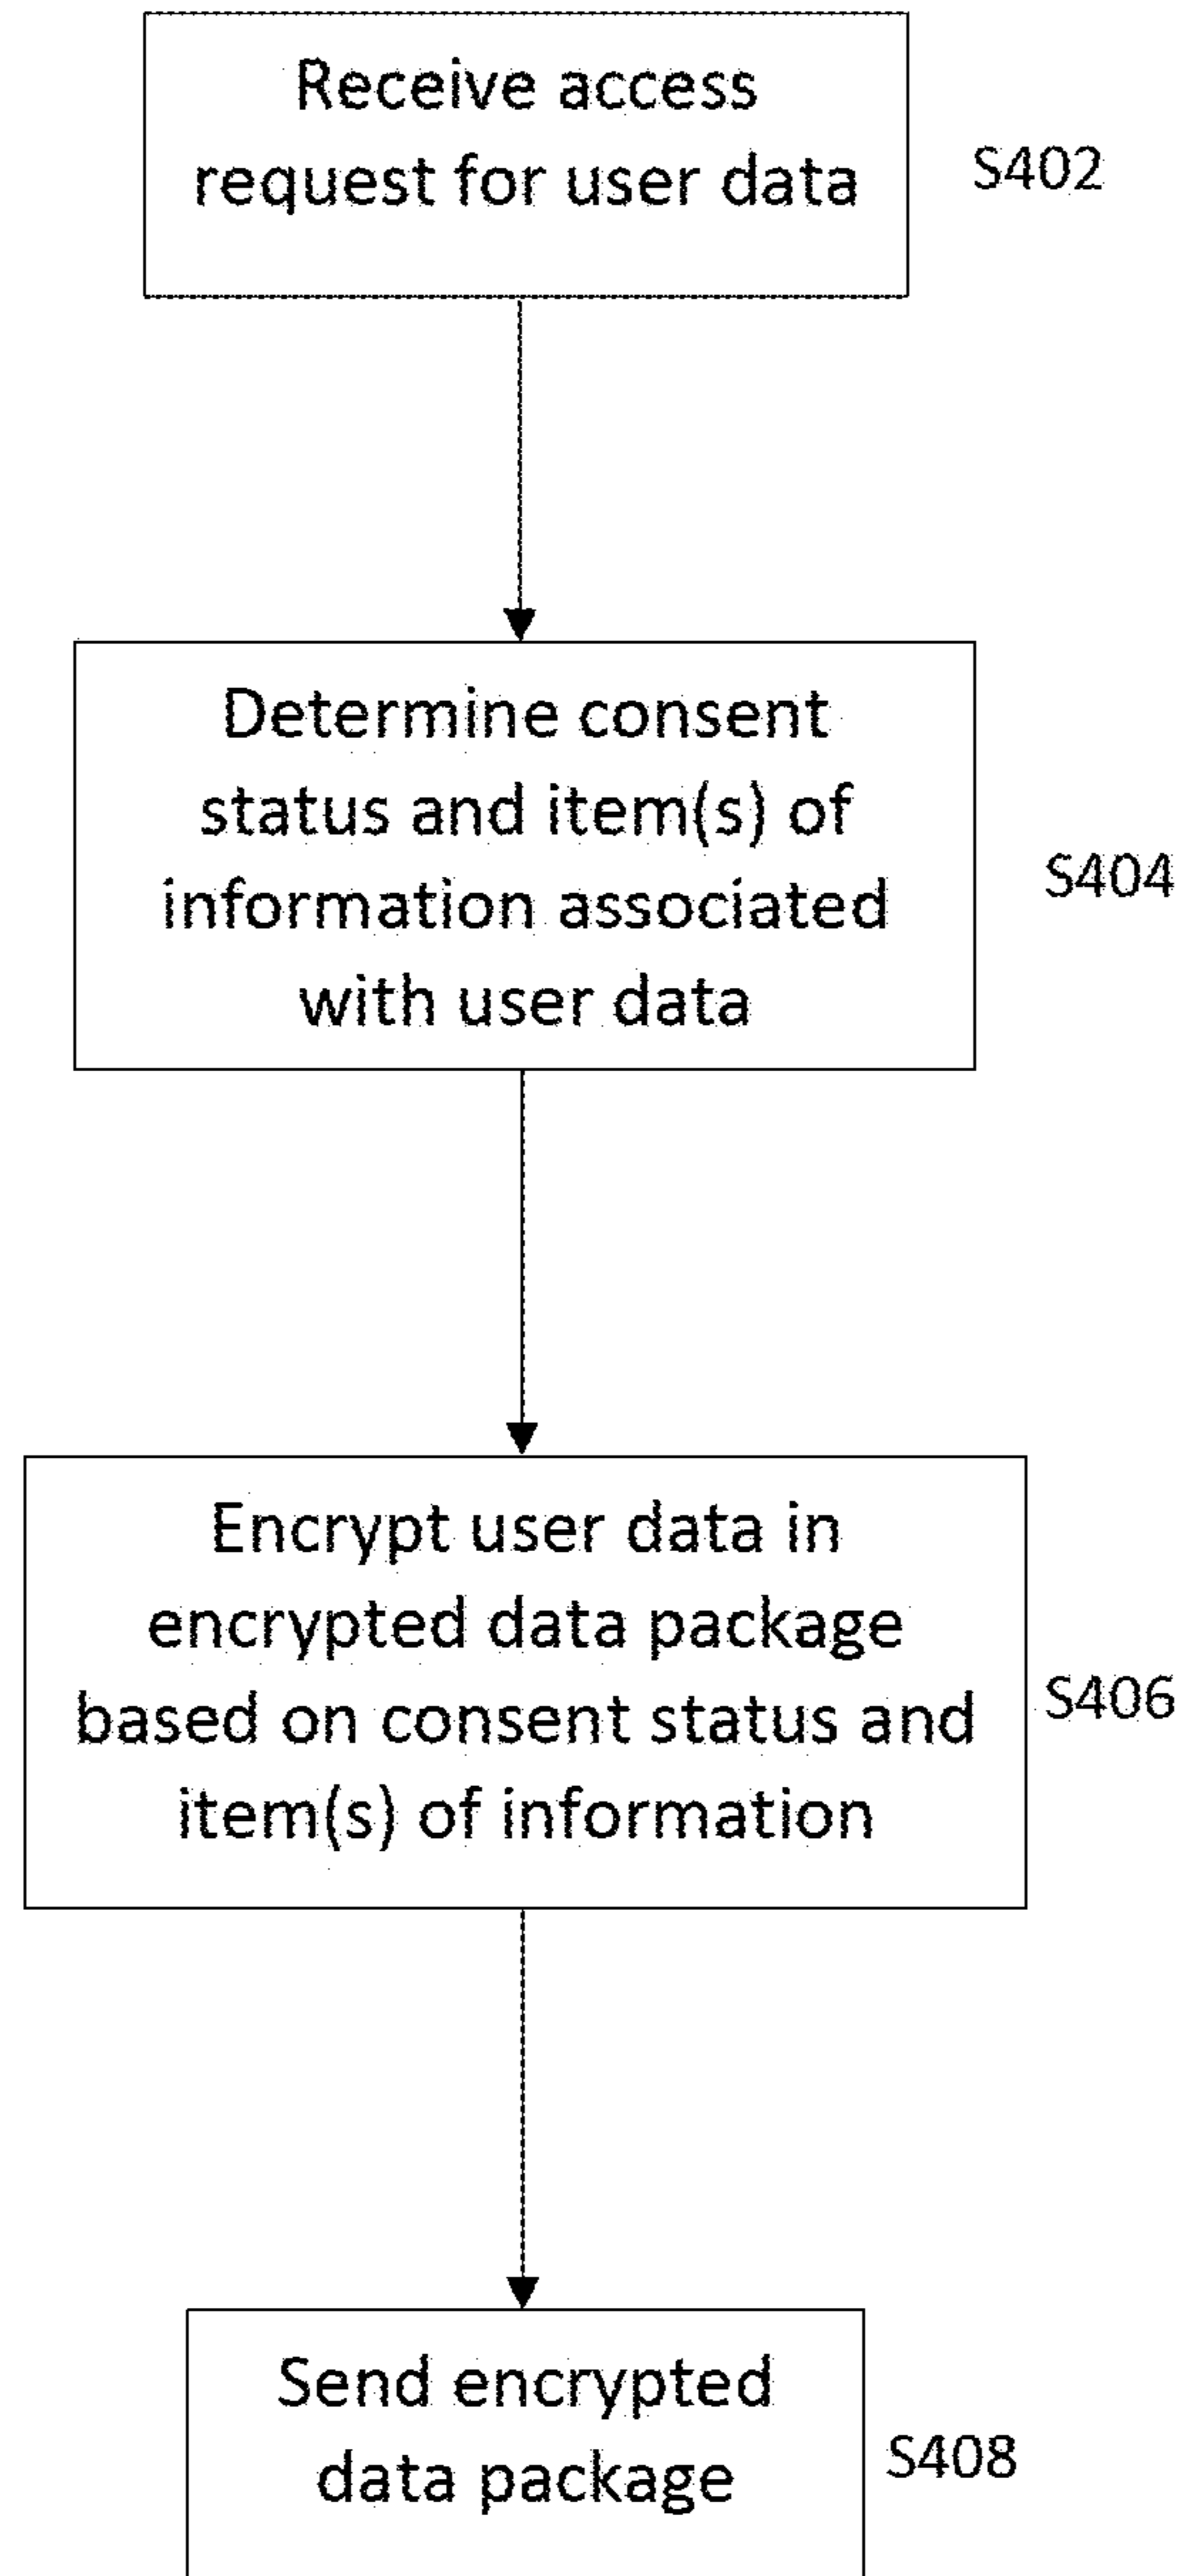 Receive access
request for user data
S402
Determine consent
status and item(s) of
information associated
with user data
S404
Encrypt user data in
encrypted data package
based on consent status and
item(s) of information
S406
Send encrypted
data package
S408